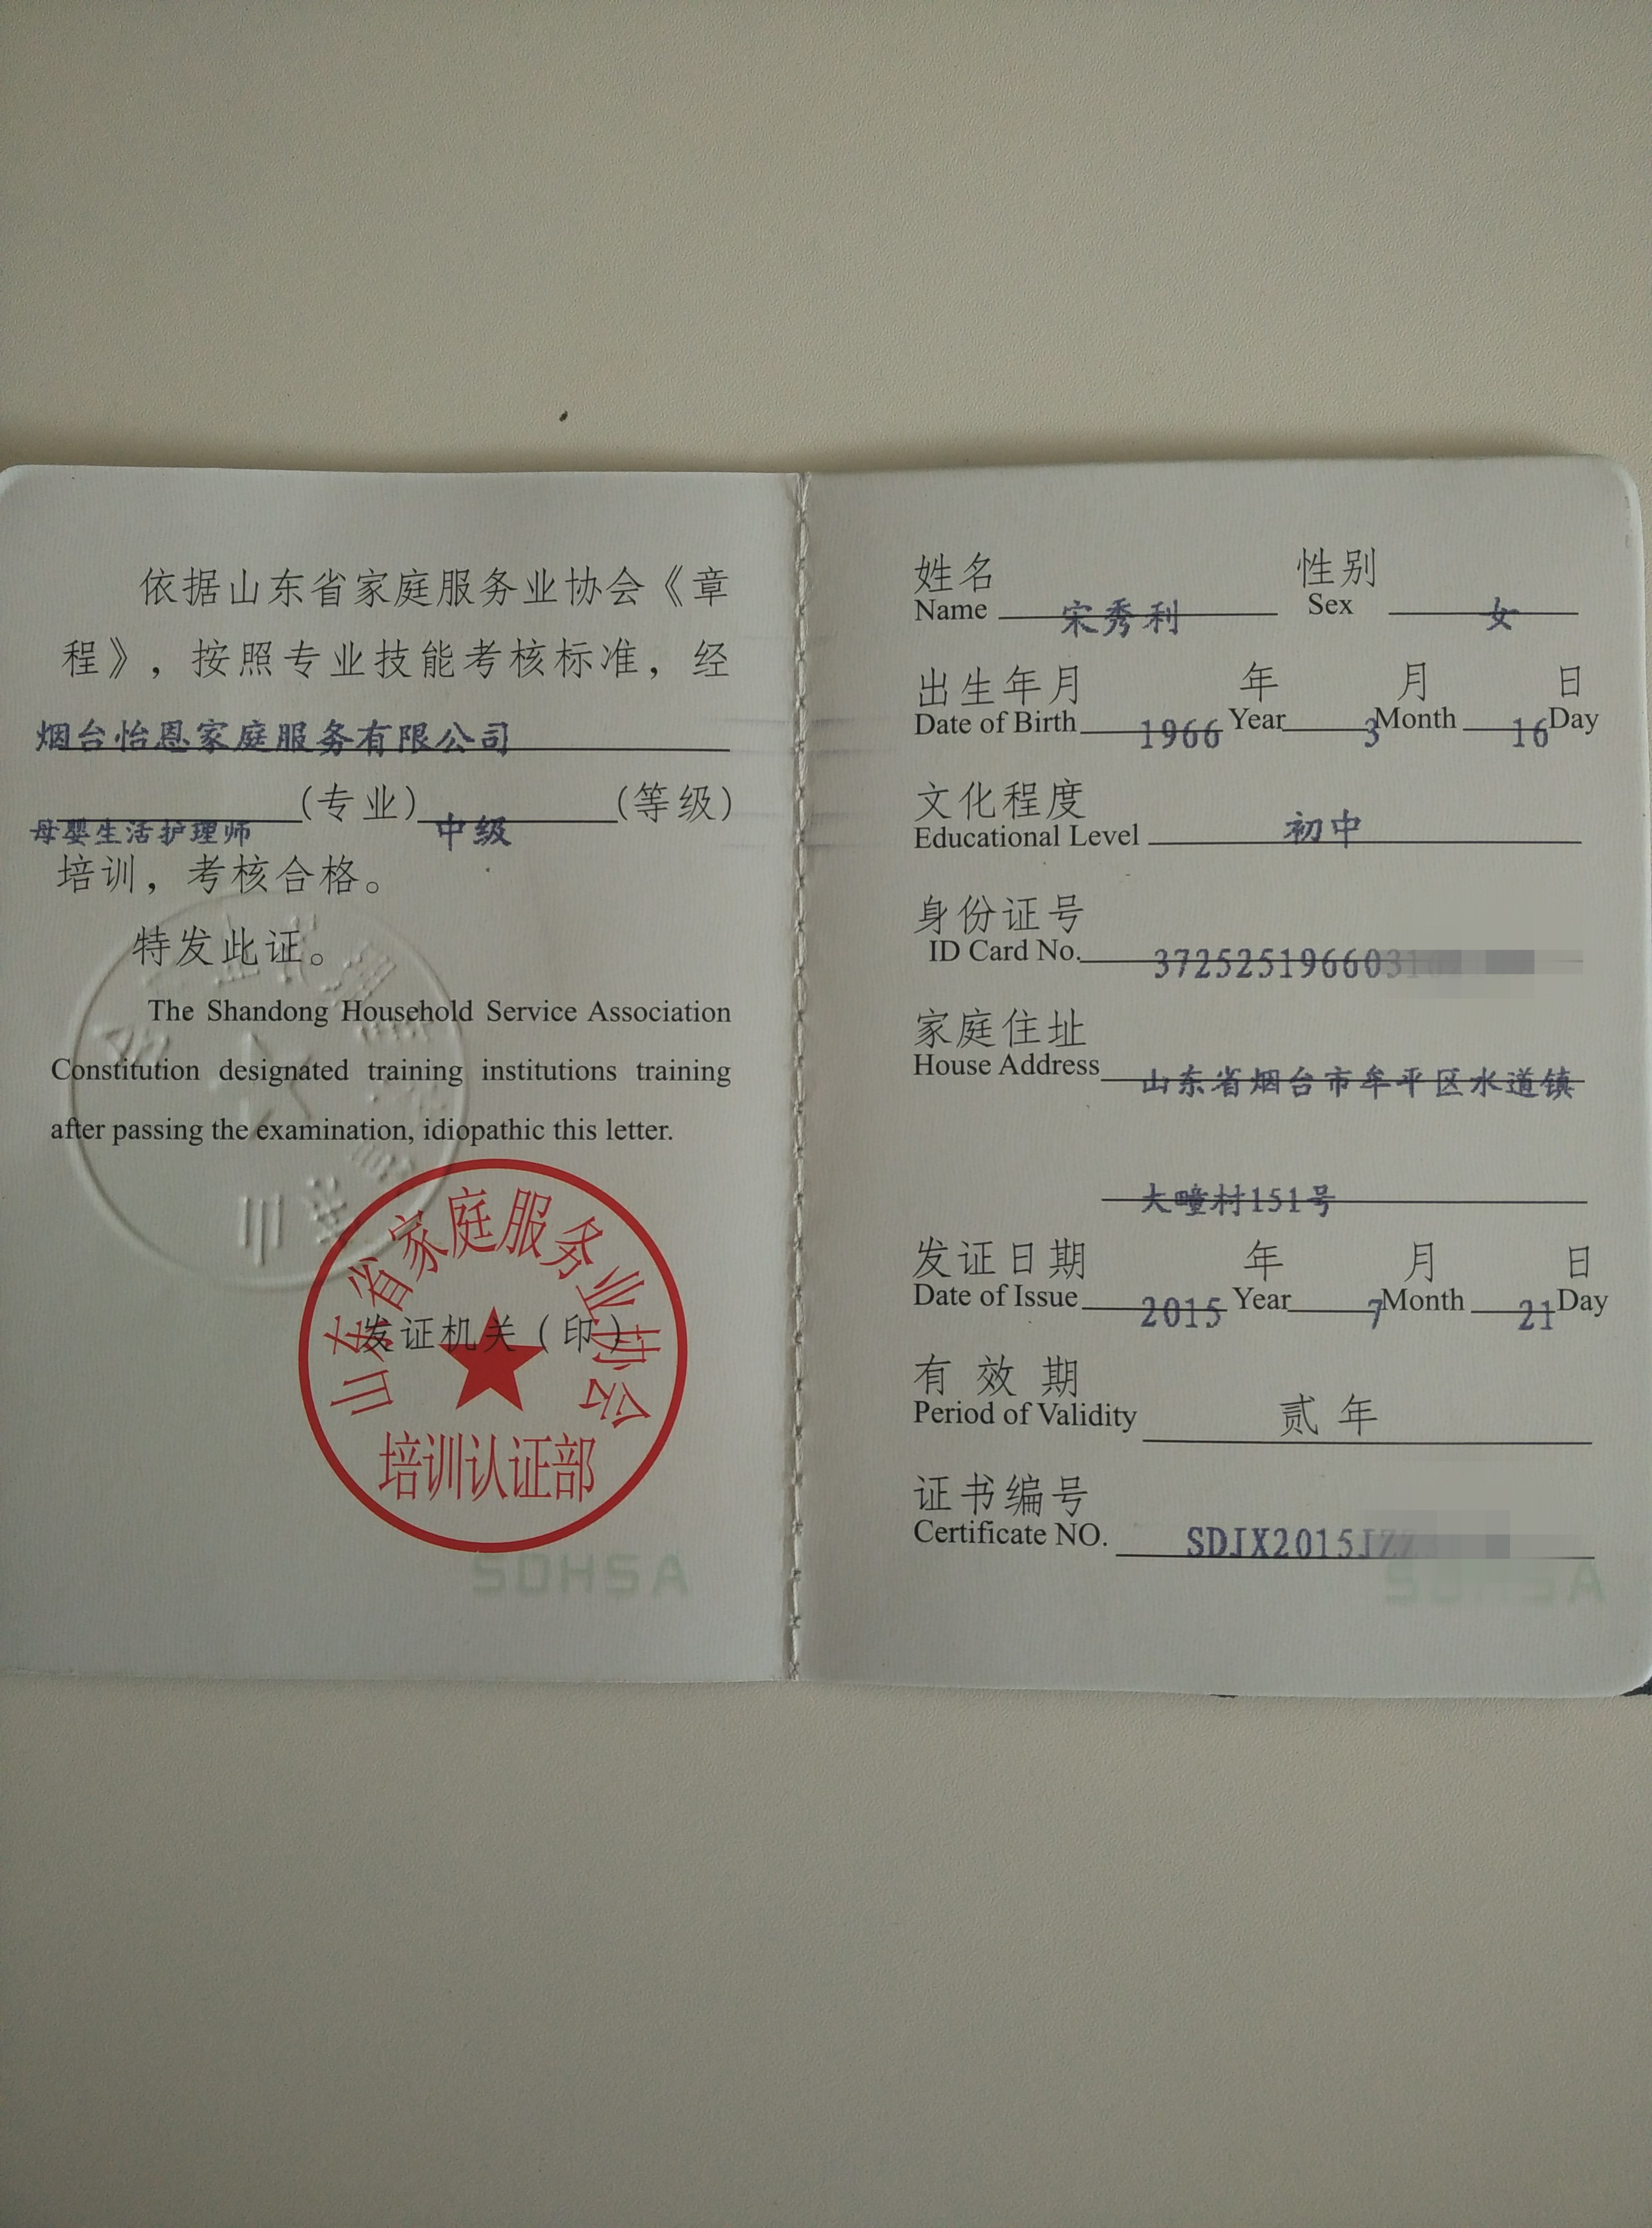 依据山东省家庭服务业协会《章
程》，按照专业技能考核标准，经
烟台怡恩家庭服务有限公司
(专业) (等级)
母婴生活护理师 中级
培训，考核合格。
特发此证。
The Shandong Household Service Association
Constitution designated training institutions training
after passing the examination, idiopathic this letter.
山东省家庭服务业协会
发证机关（印）
培训认证部
SDHSA
姓名 性别
Name 宋秀利 Sex 女
出生年月 年 月 日
Date of Birth 1966 Year 3 Month 16 Day
文化程度
Educational Level 初中
身份证号
ID Card No. 3725251966031
家庭住址
House Address 山东省烟台市牟平区水道镇
大疃村151号
发证日期 年 月 日
Date of Issue 2015 Year 7 Month 21 Day
有效期
Period of Validity 贰年
证书编号
Certificate NO. SDJX2015JZZ
SDHSA